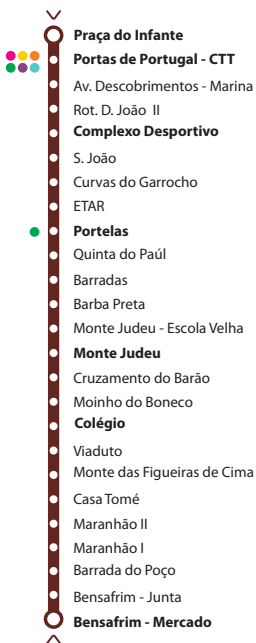 Praça do Infante
Portas de Portugal - CTT
Av. Descobrimentos - Marina
Rot. D. João II
Complexo Desportivo
S. João
Curvas do Garrocho
ETAR
Portelas
Quinta do Paúl
Barradas
Barba Preta
Monte Judeu - Escola Velha
Monte Judeu
Cruzamento do Barão
Moinho do Boneco
Colégio
Viaduto
Monte das Figueiras de Cima
Casa Tomé
Maranhão II
Maranhão I
Barrada do Poço
Bensafrim - Junta
Bensafrim - Mercado